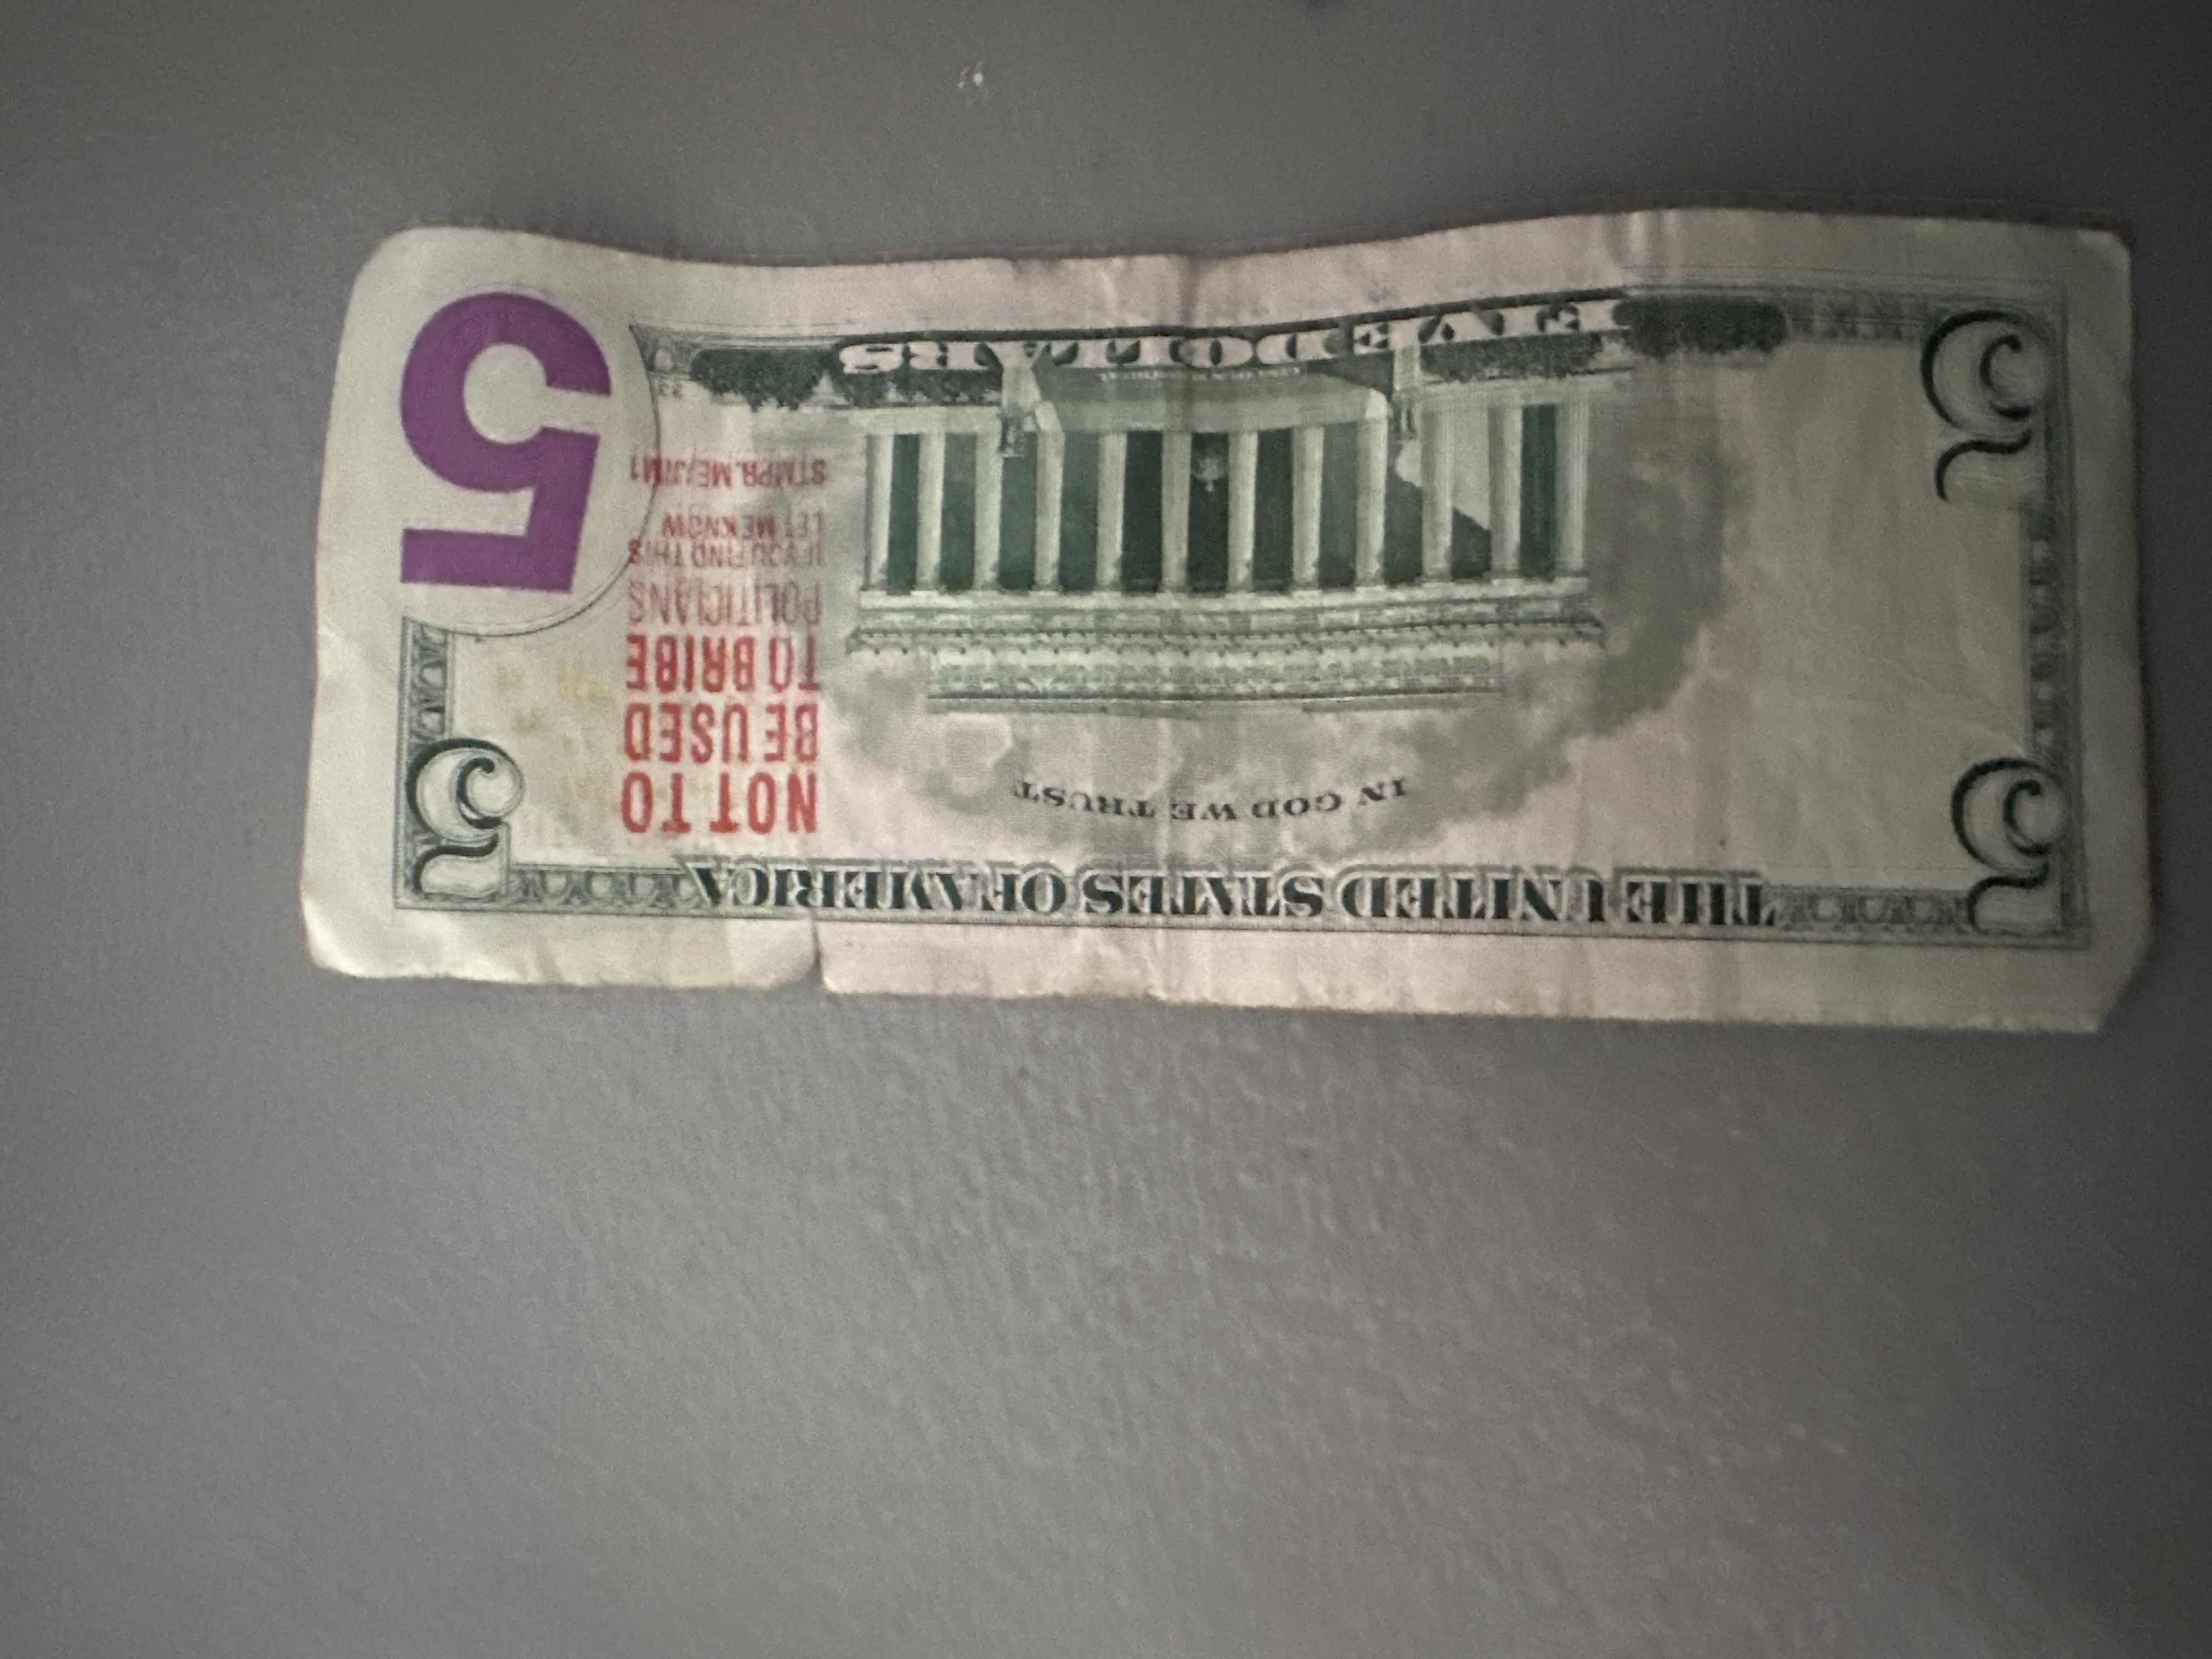 THE UNITED STATES OF AMERICA
5
5
IN GOD WE TRUST
NOT TO
BE USED
TO BRIBE
POLITICIANS
IF YOU FIND THIS
LET ME KNOW
STMPR.ME/JIM1
5
5
FIVE DOLLARS